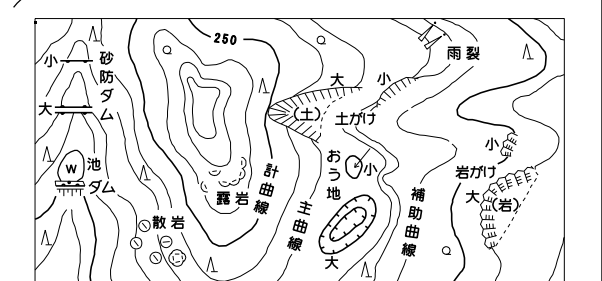 250
雨裂
小
砂防ダム
大
大
小
(土)
土がけ
小
W
池
ダム
おう地
小
岩がけ
計曲線
露岩
大
(岩)
補助曲線
主曲線
散岩
大